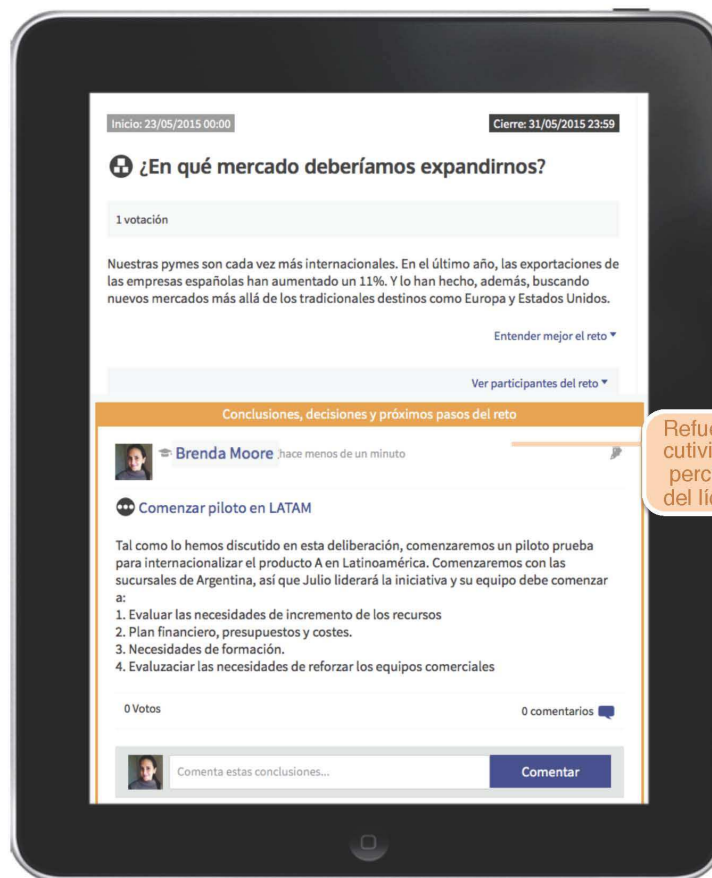 Inicio: 23/05/2015 00:00
Cierre: 31/05/2015 23:59
¿En qué mercado deberíamos expandirnos?
1 votación
Nuestras pymes son cada vez más internacionales. En el último año, las exportaciones de
las empresas españolas han aumentado un 11%. Y lo han hecho, además, buscando
nuevos mercados más allá de los tradicionales destinos como Europa y Estados Unidos.
Entender mejor el reto
Ver participantes del reto
Conclusiones, decisiones y próximos pasos del reto
Brenda Moore hace menos de un minuto
Comenzar piloto en LATAM
Tal como lo hemos discutido en esta deliberación, comenzaremos un piloto prueba
para internacionalizar el producto A en Latinoamérica. Comenzaremos con las
sucursales de Argentina, así que Julio liderará la iniciativa y su equipo debe comenzar
a:
1. Evaluar las necesidades de incremento de los recursos
2. Plan financiero, presupuestos y costes.
3. Necesidades de formación.
4. Evaluzaciar las necesidades de reforzar los equipos comerciales
0 Votos
0 comentarios
Comenta estas conclusiones...
Comentar
cutivi
perc
del